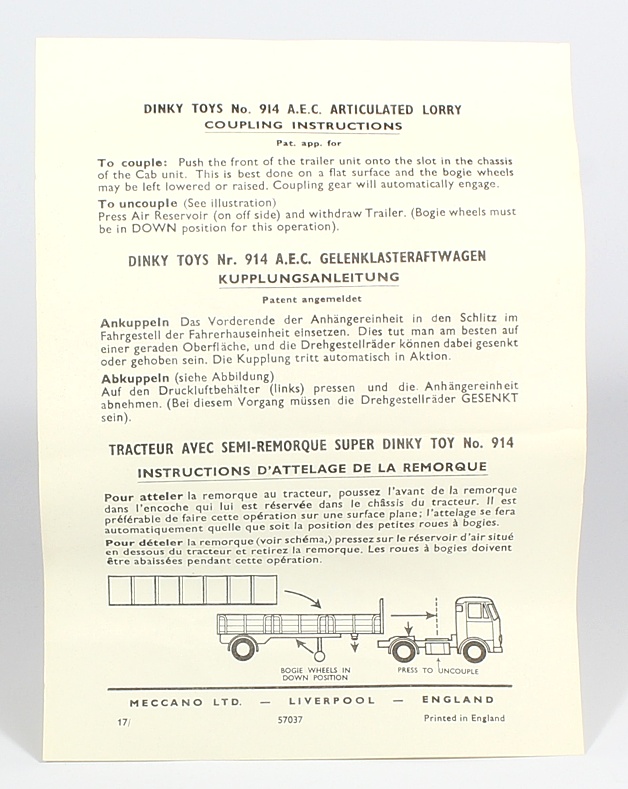 DINKY TOYS No. 914 A.E.C. ARTICULATED LORRY
COUPLING INSTRUCTIONS
Pat. app. for
To couple: Push the front of the trailer unit onto the slot in the chassis
of the Cab unit. This is best done on a flat surface and the bogie wheels
may be left lowered or raised. Coupling gear will automatically engage.
To uncouple (See illustration)
Press Air Reservoir (on off side) and withdraw Trailer. (Bogie wheels must
be in DOWN position for this operation).
DINKY TOYS Nr. 914 A.E.C. GELENKLASTERAFTWAGEN
KUPPLUNGSANLEITUNG
Patent angemeldet
Ankuppeln Das Vorderende der Anhängereinheit in den Schlitz im
Fahrgestell der Fahrerhauseinheit einsetzen. Dies tut man am besten auf
einer geraden Oberfläche, und die Drehgestellräder können dabei gesenkt
oder gehoben sein. Die Kupplung tritt automatisch in Aktion.
Abkuppeln (siehe Abbildung)
Auf den Druckluftbehälter (links) pressen und die Anhängereinheit
abnehmen. (Bei diesem Vorgang müssen die Drehgestellräder GESENKT
sein).
TRACTEUR AVEC SEMI-REMORQUE SUPER DINKY TOY No. 914
INSTRUCTIONS D'ATTELAGE DE LA REMORQUE
Pour atteler la remorque au tracteur, poussez l'avant de la remorque
dans l'encoche qui lui est réservée dans le châssis du tracteur. Il est
préférable de faire cette opération sur une surface plane; l'attelage se fera
automatiquement quelle que soit la position des petites roues à bogies.
Pour dételer la remorque (voir schéma,) pressez sur le réservoir d'air situé
en dessous du tracteur et retirez la remorque. Les roues à bogies doivent
être abaissées pendant cette opération.
BOGIE WHEELS IN
DOWN POSITION
PRESS TO UNCOUPLE
MECCANO LTD. — LIVERPOOL — ENGLAND
17/ 57037 Printed in England